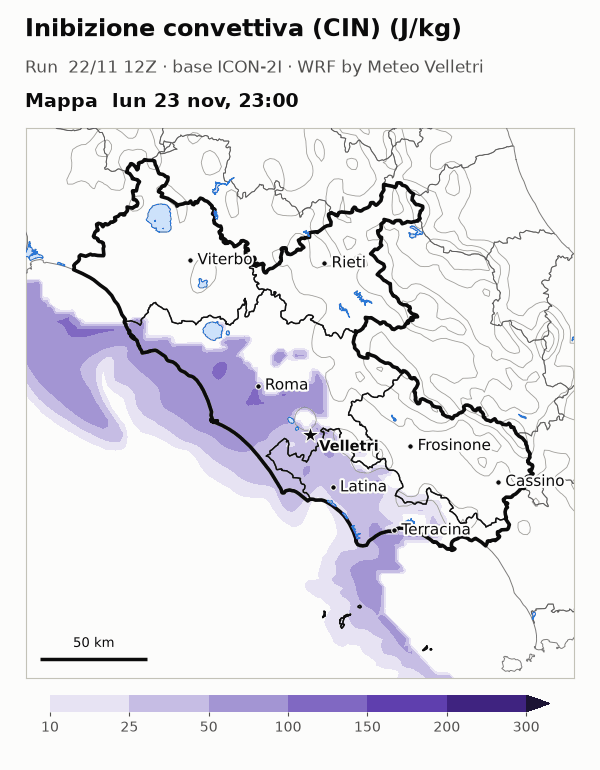 Inibizione convettiva (CIN) (J/kg)
Run  22/11 12Z · base ICON-2I · WRF by Meteo Velletri
Mappa  lun 23 nov, 23:00
Viterbo
Rieti
Roma
Velletri
Frosinone
Cassino
Latina
Terracina
50 km
10 25 50 100 150 200 300